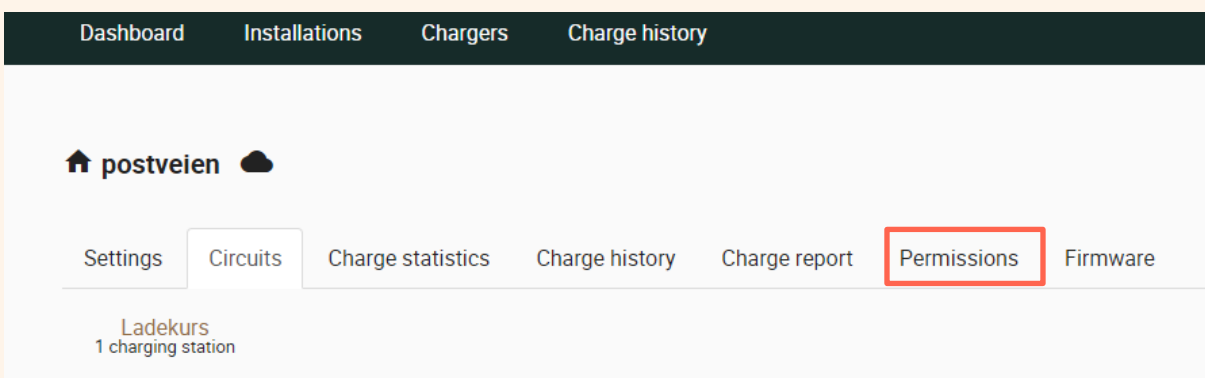 Dashboard Installations Chargers Charge history
postveien
Settings Circuits Charge statistics Charge history Charge report Permissions Firmware
Ladekurs
1 charging station